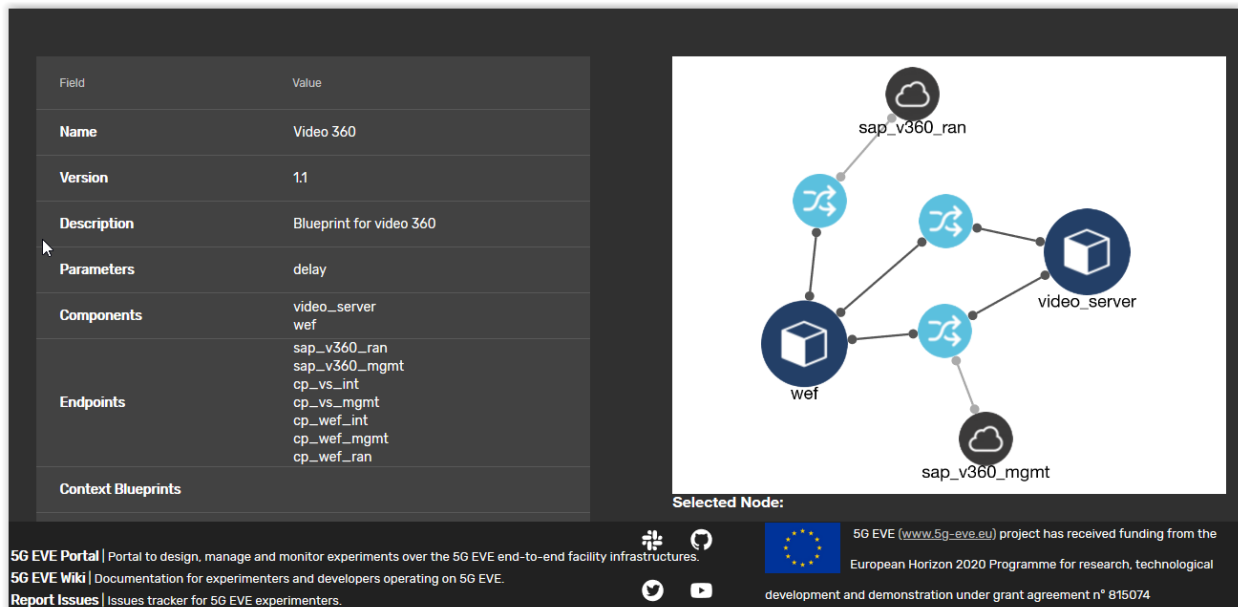 Field Value
Name Video 360
Version 1.1
Description Blueprint for video 360
Parameters delay
Components video_server
wef
Endpoints sap_v360_ran
sap_v360_mgmt
cp_vs_int
cp_vs_mgmt
cp_wef_int
cp_wef_mgmt
cp_wef_ran
Context Blueprints
sap_v360_ran
video_server
wef
sap_v360_mgmt
Selected Node:
5G EVE Portal | Portal to design, manage and monitor experiments over the 5G EVE end-to-end facility infrastructures.
5G EVE Wiki | Documentation for experimenters and developers operating on 5G EVE.
Report Issues | Issues tracker for 5G EVE experimenters.
5G EVE (www.5g-eve.eu) project has received funding from the
European Horizon 2020 Programme for research, technological
development and demonstration under grant agreement n° 815074